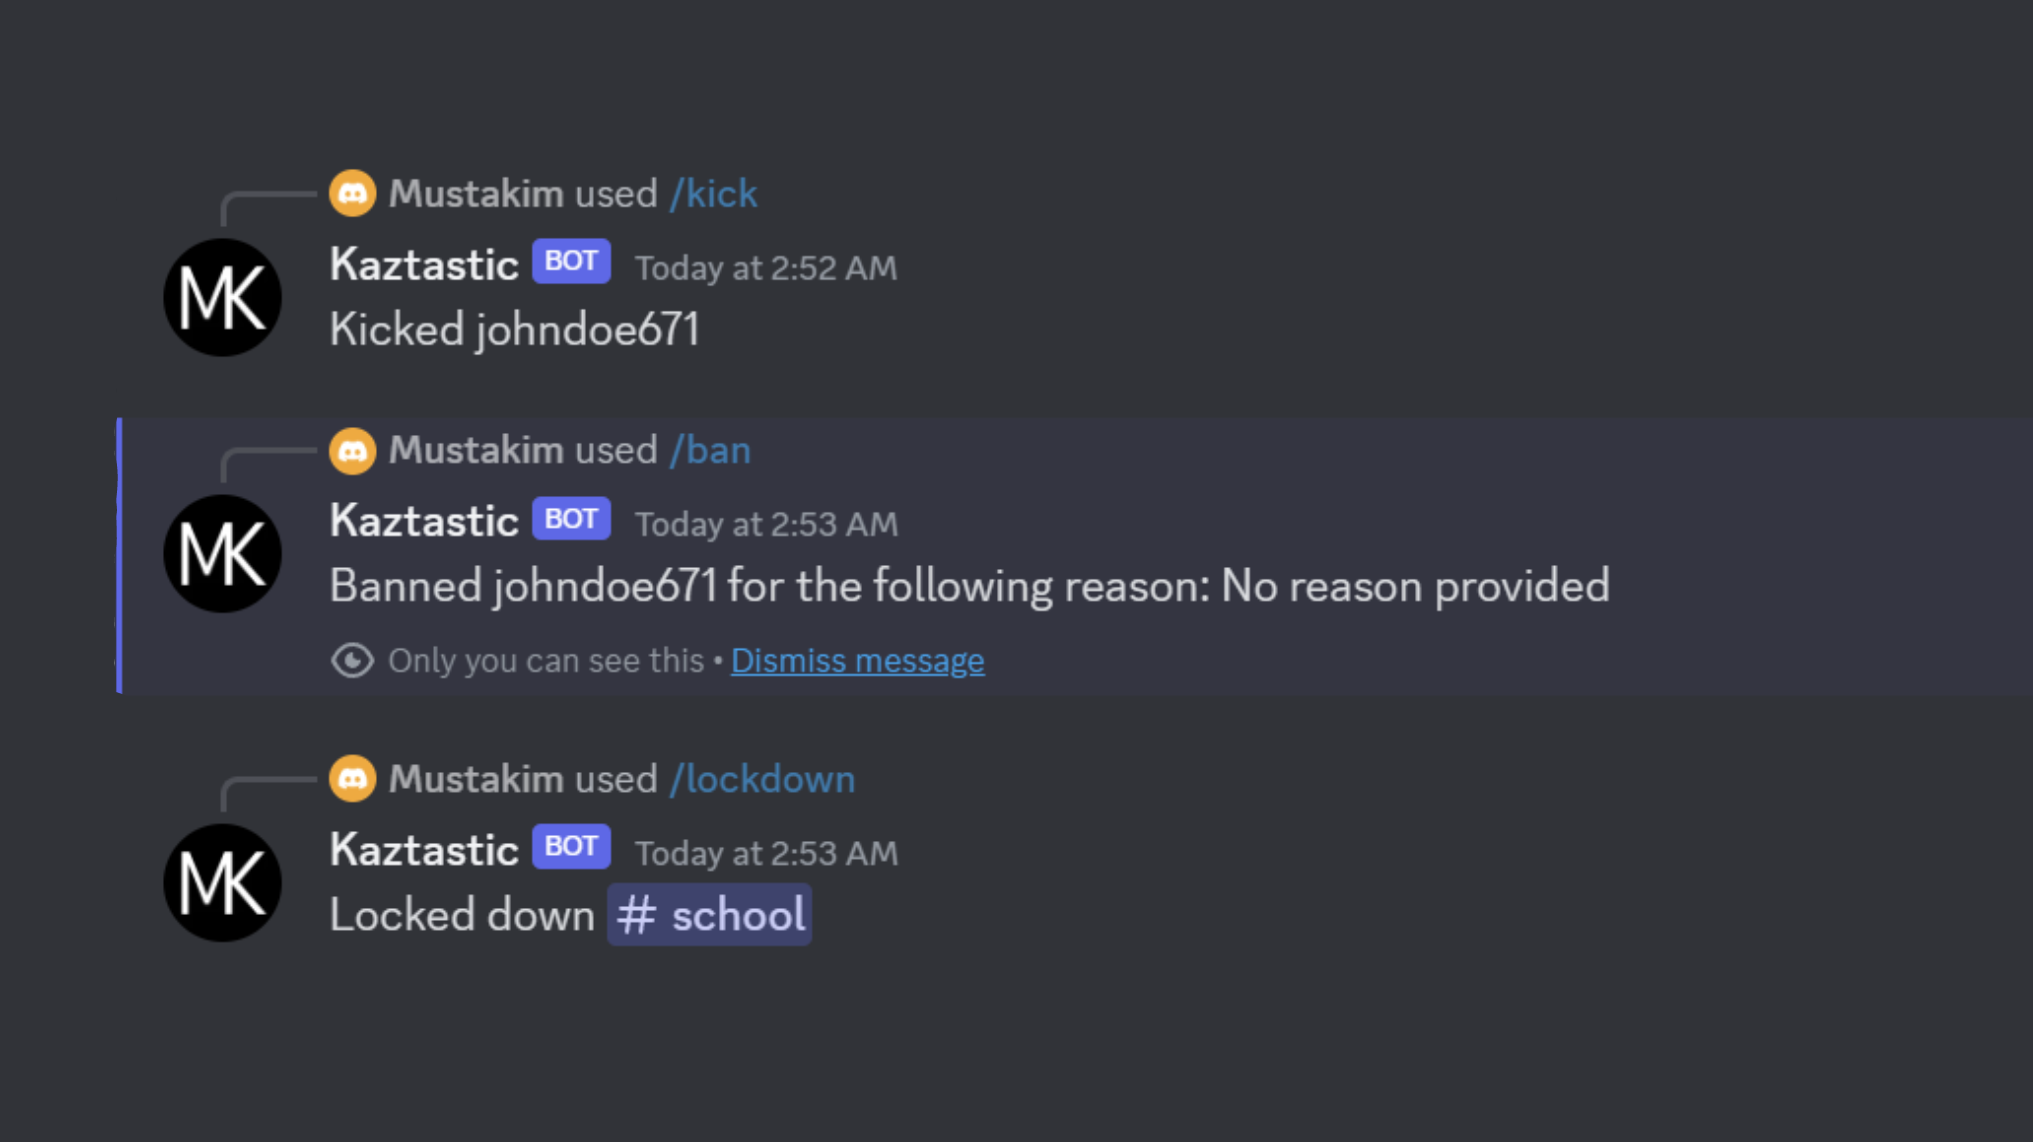 Mustakim used /kick
MK
Kaztastic BOT Today at 2:52 AM
Kicked johndoe671
Mustakim used /ban
MK
Kaztastic BOT Today at 2:53 AM
Banned johndoe671 for the following reason: No reason provided
Only you can see this • Dismiss message
Mustakim used /lockdown
MK
Kaztastic BOT Today at 2:53 AM
Locked down # school